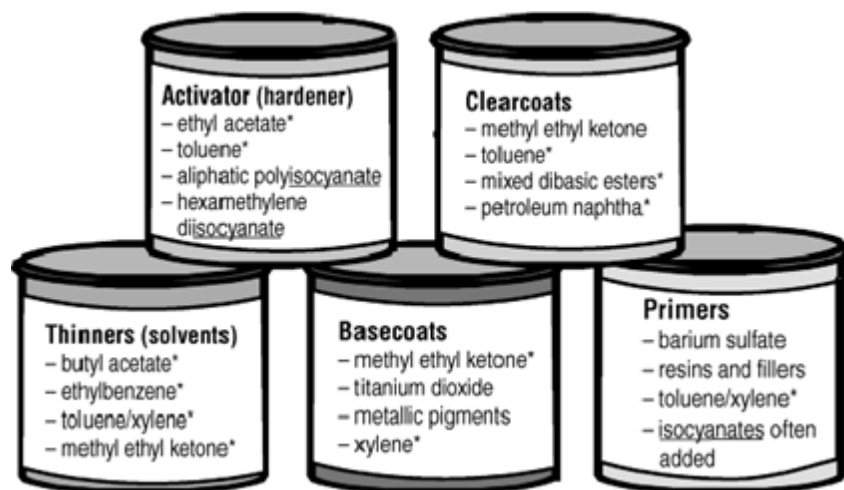 Activator (hardener)
– ethyl acetate*
– toluene*
– aliphatic polyisocyanate
– hexamethylene
diisocyanate
Clearcoats
– methyl ethyl ketone
– toluene*
– mixed dibasic esters*
– petroleum naphtha*
Thinners (solvents)
– butyl acetate*
– ethylbenzene*
– toluene/xylene*
– methyl ethyl ketone*
Basecoats
– methyl ethyl ketone*
– titanium dioxide
– metallic pigments
– xylene*
Primers
– barium sulfate
– resins and fillers
– toluene/xylene*
– isocyanates often
added